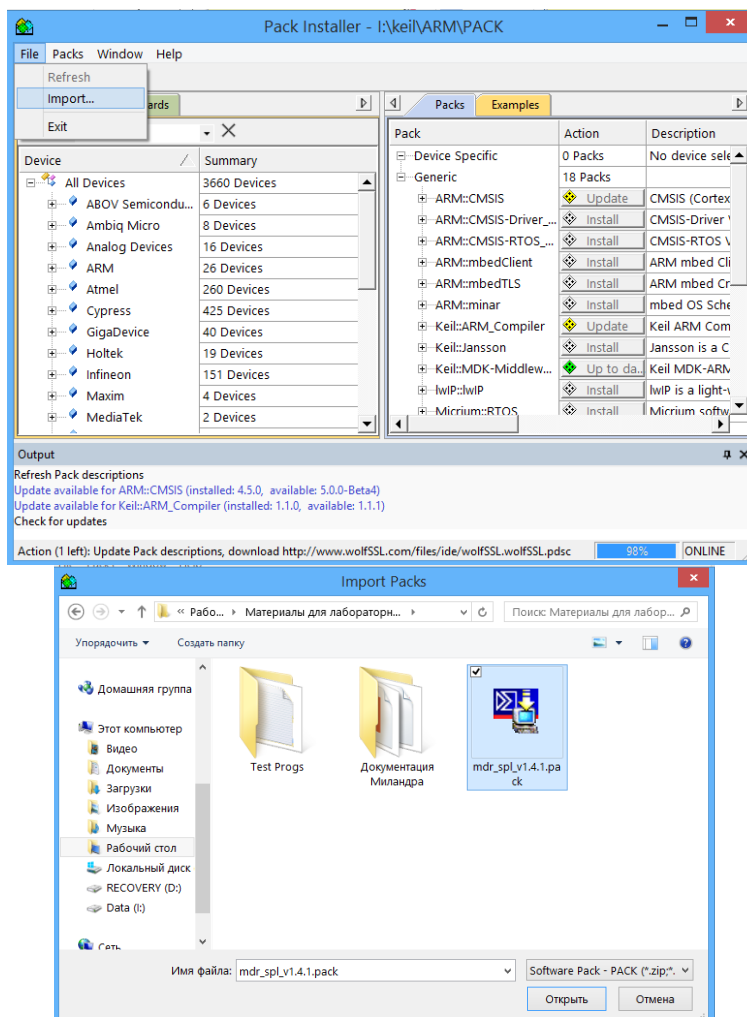 Pack Installer - I:\keil\ARM\PACK
File Packs Window Help
Refresh
Import...
Exit
Packs Examples
Device Summary
All Devices 3660 Devices
ABOV Semicondu... 6 Devices
Ambiq Micro 8 Devices
Analog Devices 16 Devices
ARM 26 Devices
Atmel 260 Devices
Cypress 425 Devices
GigaDevice 40 Devices
Holtek 19 Devices
Infineon 151 Devices
Maxim 4 Devices
MediaTek 2 Devices
Pack Action Description
Device Specific 0 Packs No device sele
Generic 18 Packs
ARM::CMSIS Update CMSIS (Cortex
ARM::CMSIS-Driver_... Install CMSIS-Driver
ARM::CMSIS-RTOS_... Install CMSIS-RTOS
ARM::mbedClient Install ARM mbed Cli
ARM::mbedTLS Install ARM mbed Cr
ARM::minar Install mbed OS Sche
Keil::ARM_Compiler Update Keil ARM Com
Keil::Jansson Install Jansson is a C
Keil::MDK-Middlew... Up to da.. Keil MDK-ARM
lwIP::lwIP Install lwIP is a light-
Micrium::RTOS Install Micrium softw
Output
Refresh Pack descriptions
Update available for ARM::CMSIS (installed: 4.5.0, available: 5.0.0-Beta4)
Update available for Keil::ARM_Compiler (installed: 1.1.0, available: 1.1.1)
Check for updates
Action (1 left): Update Pack descriptions, download http://www.wolfSSL.com/files/ide/wolfSSL.wolfSSL.pdsc 98% ONLINE
Import Packs
« Рабо... Материалы для лабораторн... Поиск: Материалы для лабор...
Упорядочить Создать папку
Домашняя группа
Этот компьютер
Видео
Документы
Загрузки
Изображения
Музыка
Рабочий стол
Локальный диск
RECOVERY (D:)
Data (I:)
Сеть
Test Progs
Документация
Миландра
mdr_spl_v1.4.1.pa
ck
Имя файла: mdr_spl_v1.4.1.pack Software Pack - PACK (*.zip;*.
Открыть Отмена